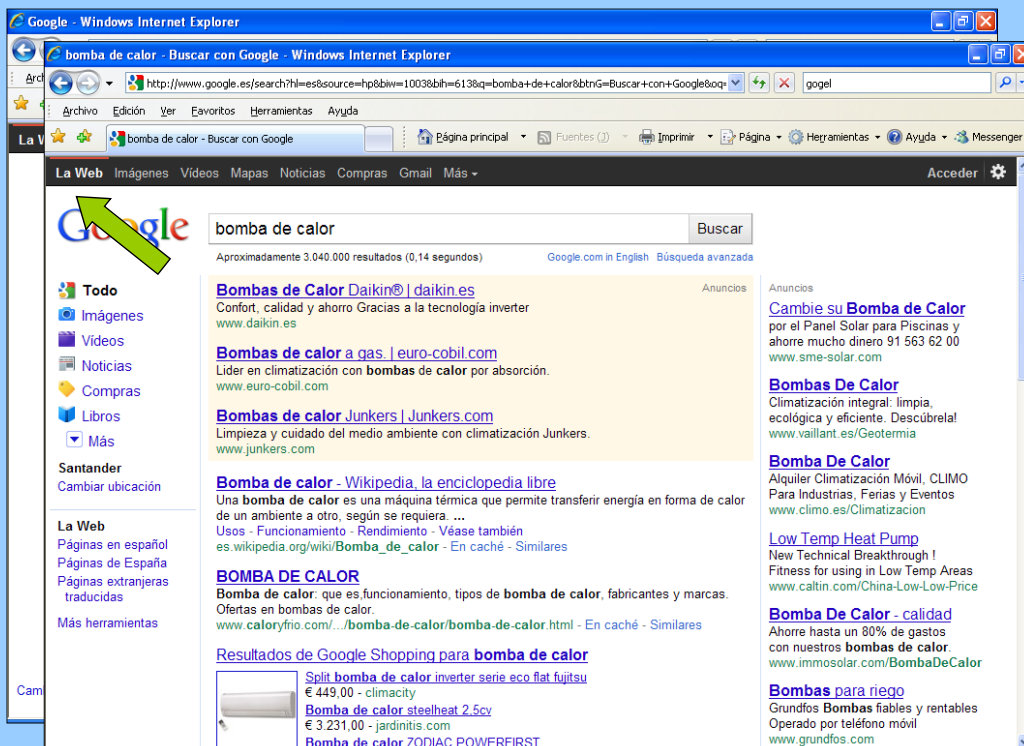 Google - Windows Internet Explorer
bomba de calor - Buscar con Google - Windows Internet Explorer
http://www.google.es/search?hl=es&source=hp&biw=1003&bih=613&q=bomba+de+calor&btnG=Buscar+con+Google&oq=
gogel
Archivo Edición Ver Favoritos Herramientas Ayuda
bomba de calor - Buscar con Google
Página principal Fuentes (J) Imprimir Página Herramientas Ayuda Messenger
La Web Imágenes Vídeos Mapas Noticias Compras Gmail Más Acceder
Google
bomba de calor
Buscar
Aproximadamente 3.040.000 resultados (0,14 segundos)
Google.com in English Búsqueda avanzada
Todo
Imágenes
Vídeos
Noticias
Compras
Libros
Más
Santander
Cambiar ubicación
La Web
Páginas en español
Páginas de España
Páginas extranjeras
traducidas
Más herramientas
Anuncios
Bombas de Calor Daikin® | daikin.es
Confort, calidad y ahorro Gracias a la tecnología inverter
www.daikin.es
Bombas de calor a gas. | euro-cobil.com
Lider en climatización con bombas de calor por absorción.
www.euro-cobil.com
Bombas de calor Junkers | Junkers.com
Limpieza y cuidado del medio ambiente con climatización Junkers.
www.junkers.com
Bomba de calor - Wikipedia, la enciclopedia libre
Una bomba de calor es una máquina térmica que permite transferir energía en forma de calor
de un ambiente a otro, según se requiera. ...
Usos - Funcionamiento - Rendimiento - Véase también
es.wikipedia.org/wiki/Bomba_de_calor - En caché - Similares
BOMBA DE CALOR
Bomba de calor: que es,funcionamiento, tipos de bomba de calor, fabricantes y marcas.
Ofertas en bombas de calor.
www.caloryfrio.com/.../bomba-de-calor/bomba-de-calor.html - En caché - Similares
Resultados de Google Shopping para bomba de calor
Split bomba de calor inverter serie eco flat fujitsu
€ 449,00 - climacity
Bomba de calor steelheat 2,5cv
€ 3.231,00 - jardinitis.com
Bomba de calor ZODIAC POWERFIRST
Anuncios
Cambie su Bomba de Calor
por el Panel Solar para Piscinas y
ahorre mucho dinero 91 563 62 00
www.sme-solar.com
Bombas De Calor
Climatización integral: limpia,
ecológica y eficiente. Descúbrela!
www.vaillant.es/Geotermia
Bomba De Calor
Alquiler Climatización Móvil, CLIMO
Para Industrias, Ferias y Eventos
www.climo.es/Climatizacion
Low Temp Heat Pump
New Technical Breakthrough !
Fitness for using in Low Temp Areas
www.caltin.com/China-Low-Low-Price
Bomba De Calor - calidad
Ahorre hasta un 80% de gastos
con nuestros bombas de calor.
www.immosolar.com/BombaDeCalor
Bombas para riego
Grundfos Bombas fiables y rentables
Operado por teléfono móvil
www.grundfos.com